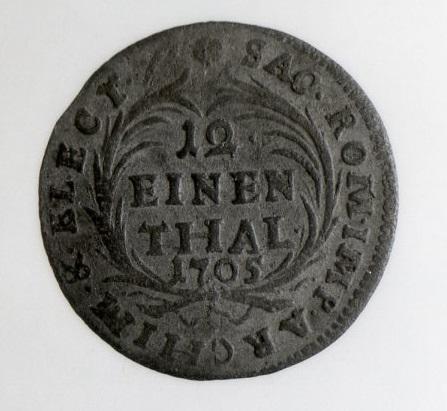 SAC. ROM. IMP. ARCHIM. & ELECT.
12
EINEN
THAL.
1705